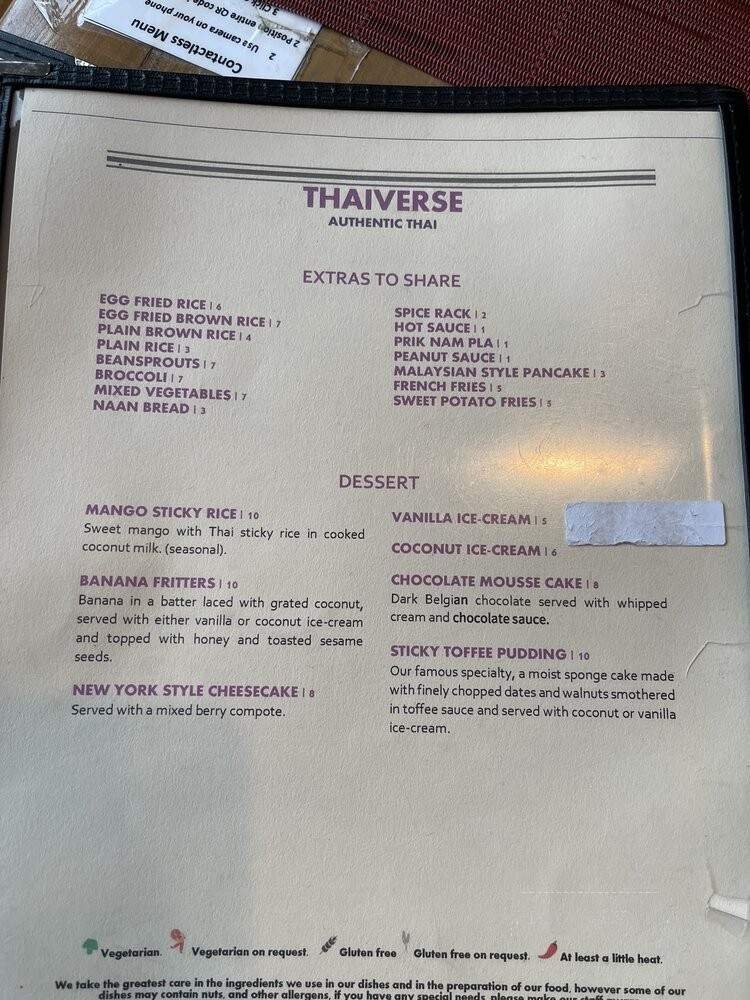 3 Click
2 Position entire QR code
2 Use camera on your phone
Contactless Menu
THAIVERSE
AUTHENTIC THAI
EXTRAS TO SHARE
EGG FRIED RICE | 6
EGG FRIED BROWN RICE | 7
PLAIN BROWN RICE | 4
PLAIN RICE | 3
BEANSPROUTS | 7
BROCCOLI | 7
MIXED VEGETABLES | 7
NAAN BREAD | 3
SPICE RACK | 2
HOT SAUCE | 1
PRIK NAM PLA | 1
PEANUT SAUCE | 1
MALAYSIAN STYLE PANCAKE | 3
FRENCH FRIES | 5
SWEET POTATO FRIES | 5
DESSERT
MANGO STICKY RICE | 10
Sweet mango with Thai sticky rice in cooked
coconut milk. (seasonal).
BANANA FRITTERS | 10
Banana in a batter laced with grated coconut,
served with either vanilla or coconut ice-cream
and topped with honey and toasted sesame
seeds.
NEW YORK STYLE CHEESECAKE | 8
Served with a mixed berry compote.
VANILLA ICE-CREAM | 5
COCONUT ICE-CREAM | 6
CHOCOLATE MOUSSE CAKE | 8
Dark Belgian chocolate served with whipped
cream and chocolate sauce.
STICKY TOFFEE PUDDING | 10
Our famous specialty, a moist sponge cake made
with finely chopped dates and walnuts smothered
in toffee sauce and served with coconut or vanilla
ice-cream.
Vegetarian. Vegetarian on request. Gluten free Gluten free on request. At least a little heat.
We take the greatest care in the ingredients we use in our dishes and in the preparation of our food, however some of our
dishes may contain nuts, and other allergens, if you have any special needs, please make our staff